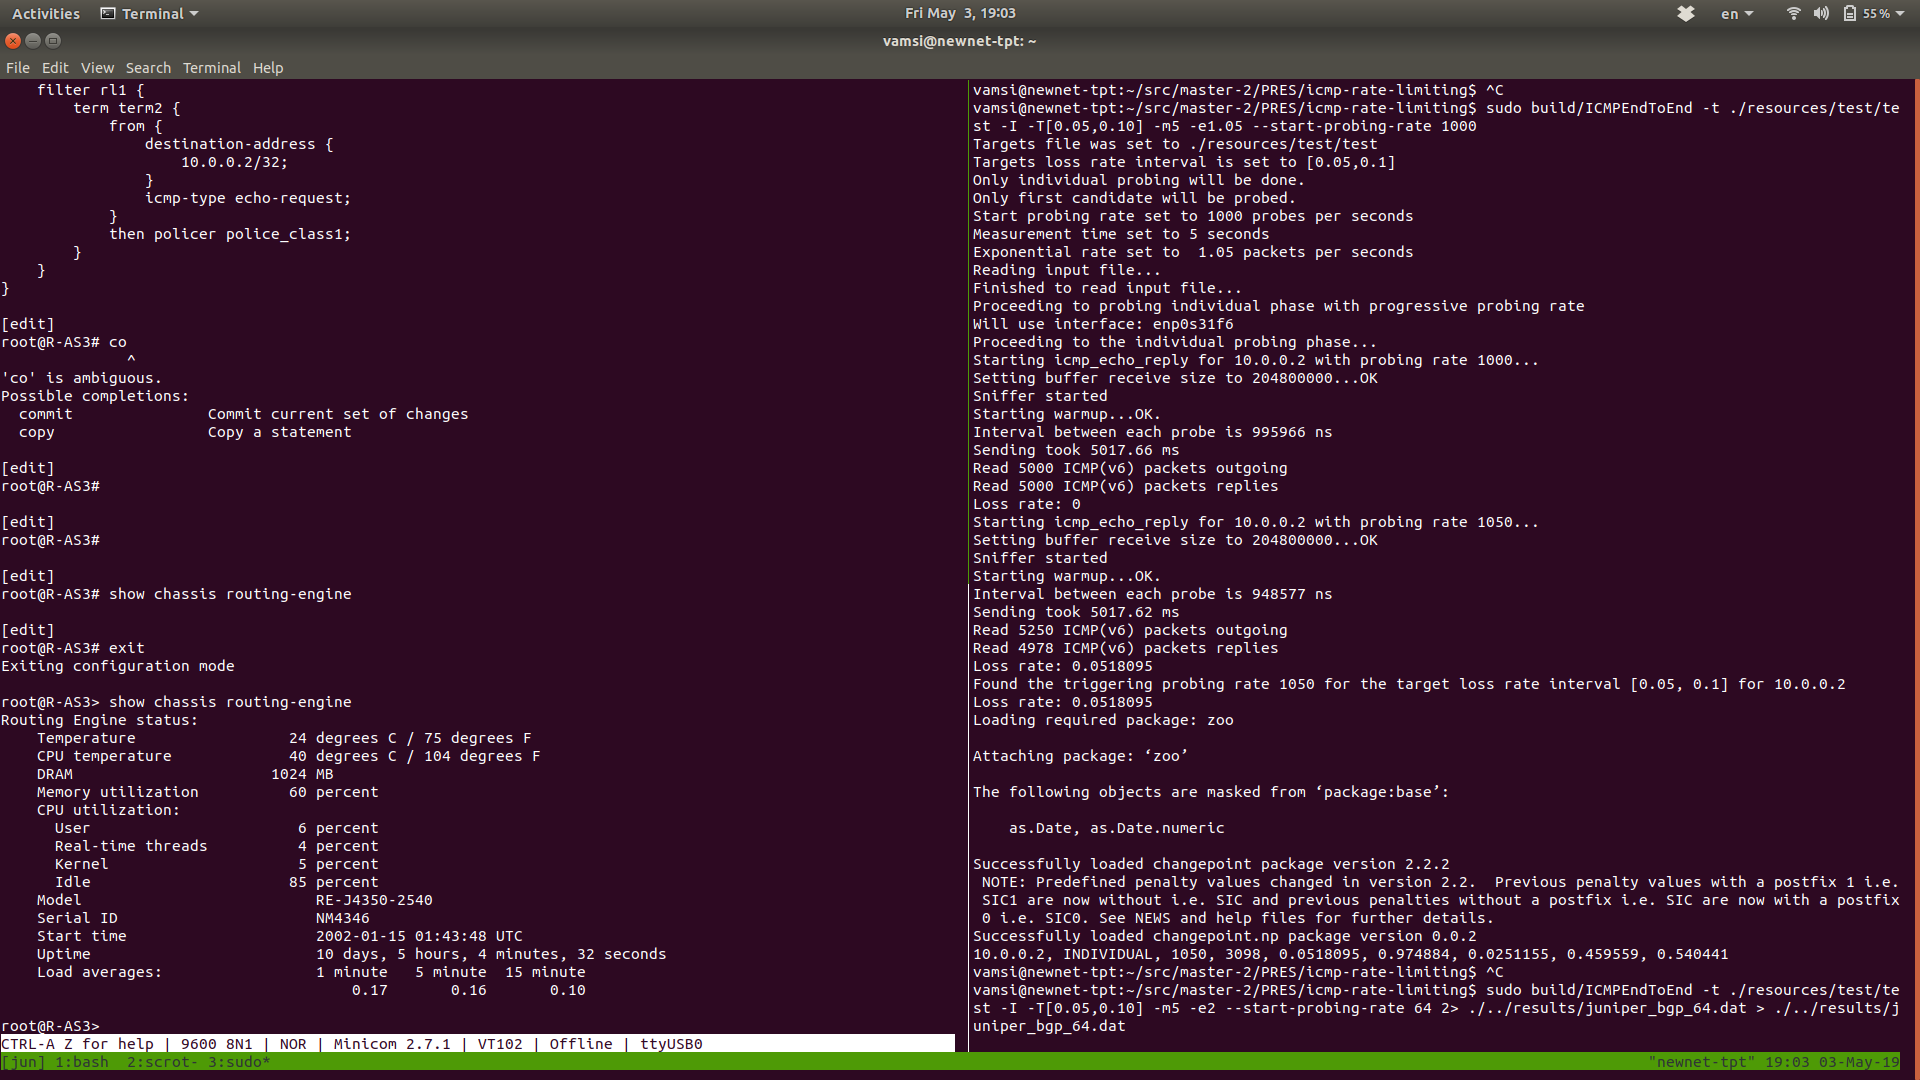 Activities Terminal Fri May 3, 19:03 en 55 %
vamsi@newnet-tpt: ~
File Edit View Search Terminal Help
    filter rl1 {
        term term2 {
            from {
                destination-address {
                    10.0.0.2/32;
                }
                icmp-type echo-request;
            }
            then policer police_class1;
        }
    }
}
[edit]
root@R-AS3# co
              ^
'co' is ambiguous.
Possible completions:
  commit               Commit current set of changes
  copy                 Copy a statement
[edit]
root@R-AS3#
[edit]
root@R-AS3#
[edit]
root@R-AS3# show chassis routing-engine
[edit]
root@R-AS3# exit
Exiting configuration mode
root@R-AS3> show chassis routing-engine
Routing Engine status:
    Temperature                 24 degrees C / 75 degrees F
    CPU temperature             40 degrees C / 104 degrees F
    DRAM                      1024 MB
    Memory utilization          60 percent
    CPU utilization:
      User                       6 percent
      Real-time threads          4 percent
      Kernel                     5 percent
      Idle                      85 percent
    Model                          RE-J4350-2540
    Serial ID                      NM4346
    Start time                     2002-01-15 01:43:48 UTC
    Uptime                         10 days, 5 hours, 4 minutes, 32 seconds
    Load averages:                 1 minute   5 minute  15 minute
                                       0.17       0.16       0.10
root@R-AS3>
CTRL-A Z for help | 9600 8N1 | NOR | Minicom 2.7.1 | VT102 | Offline | ttyUSB0
vamsi@newnet-tpt:~/src/master-2/PRES/icmp-rate-limiting$ ^C
vamsi@newnet-tpt:~/src/master-2/PRES/icmp-rate-limiting$ sudo build/ICMPEndToEnd -t ./resources/test/te
st -I -T[0.05,0.10] -m5 -e1.05 --start-probing-rate 1000
Targets file was set to ./resources/test/test
Targets loss rate interval is set to [0.05,0.1]
Only individual probing will be done.
Only first candidate will be probed.
Start probing rate set to 1000 probes per seconds
Measurement time set to 5 seconds
Exponential rate set to  1.05 packets per seconds
Reading input file...
Finished to read input file...
Proceeding to probing individual phase with progressive probing rate
Will use interface: enp0s31f6
Proceeding to the individual probing phase...
Starting icmp_echo_reply for 10.0.0.2 with probing rate 1000...
Setting buffer receive size to 204800000...OK
Sniffer started
Starting warmup...OK.
Interval between each probe is 995966 ns
Sending took 5017.66 ms
Read 5000 ICMP(v6) packets outgoing
Read 5000 ICMP(v6) packets replies
Loss rate: 0
Starting icmp_echo_reply for 10.0.0.2 with probing rate 1050...
Setting buffer receive size to 204800000...OK
Sniffer started
Starting warmup...OK.
Interval between each probe is 948577 ns
Sending took 5017.62 ms
Read 5250 ICMP(v6) packets outgoing
Read 4978 ICMP(v6) packets replies
Loss rate: 0.0518095
Found the triggering probing rate 1050 for the target loss rate interval [0.05, 0.1] for 10.0.0.2
Loss rate: 0.0518095
Loading required package: zoo
Attaching package: ‘zoo’
The following objects are masked from ‘package:base’:
    as.Date, as.Date.numeric
Successfully loaded changepoint package version 2.2.2
 NOTE: Predefined penalty values changed in version 2.2.  Previous penalty values with a postfix 1 i.e.
 SIC1 are now without i.e. SIC and previous penalties without a postfix i.e. SIC are now with a postfix
 0 i.e. SIC0. See NEWS and help files for further details.
Successfully loaded changepoint.np package version 0.0.2
10.0.0.2, INDIVIDUAL, 1050, 3098, 0.0518095, 0.974884, 0.0251155, 0.459559, 0.540441
vamsi@newnet-tpt:~/src/master-2/PRES/icmp-rate-limiting$ ^C
vamsi@newnet-tpt:~/src/master-2/PRES/icmp-rate-limiting$ sudo build/ICMPEndToEnd -t ./resources/test/te
st -I -T[0.05,0.10] -m5 -e2 --start-probing-rate 64 2> ./../results/juniper_bgp_64.dat > ./../results/j
uniper_bgp_64.dat
[jun] 1:bash  2:scrot- 3:sudo* "newnet-tpt" 19:03 03-May-19